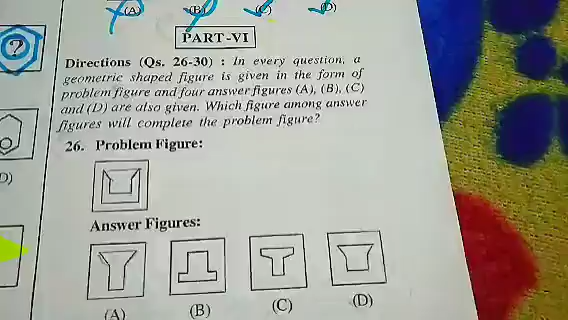 (A) (B) (C) (D)
?
PART-VI
Directions (Qs. 26-30) : In every question, a
geometric shaped figure is given in the form of
problem figure and four answer figures (A), (B), (C)
and (D) are also given. Which figure among answer
figures will complete the problem figure?
26. Problem Figure:
D)
Answer Figures:
(A) (B) (C) (D)